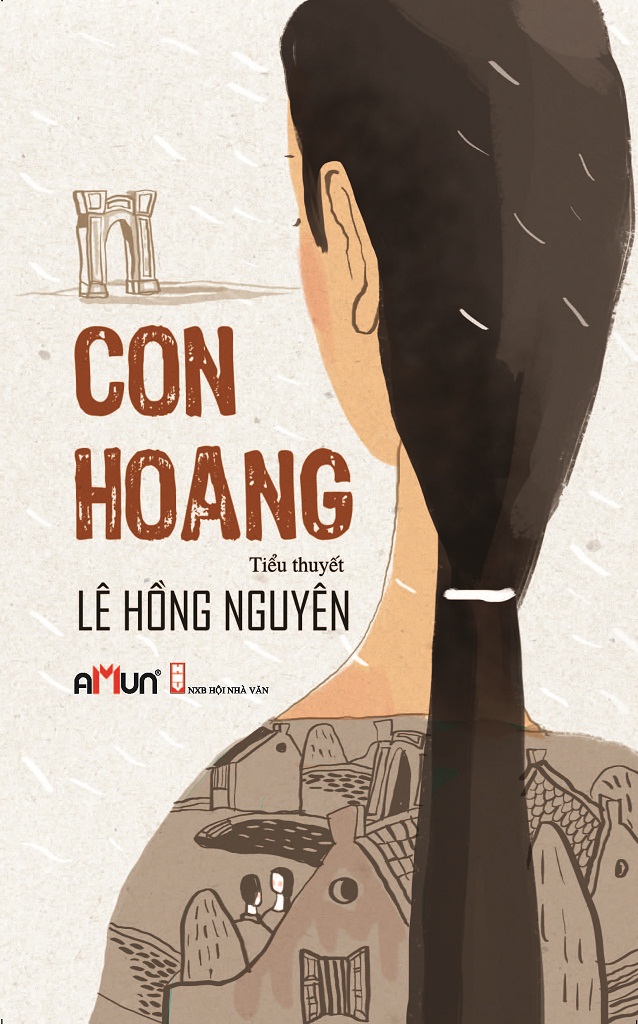 CON
HOANG
Tiểu thuyết
LÊ HỒNG NGUYÊN
AMUN®
NXB HỘI NHÀ VĂN